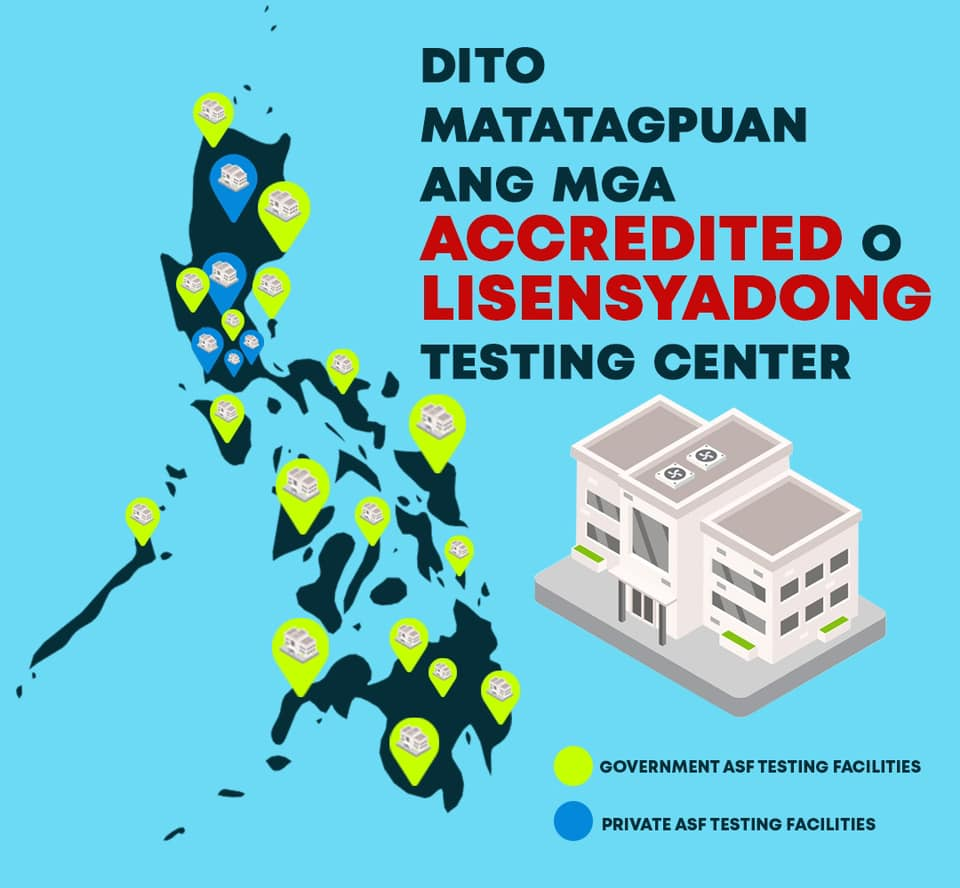 DITO
MATATAGPUAN
ANG MGA
ACCREDITED O
LISENSYADONG
TESTING CENTER
GOVERNMENT ASF TESTING FACILITIES
PRIVATE ASF TESTING FACILITIES